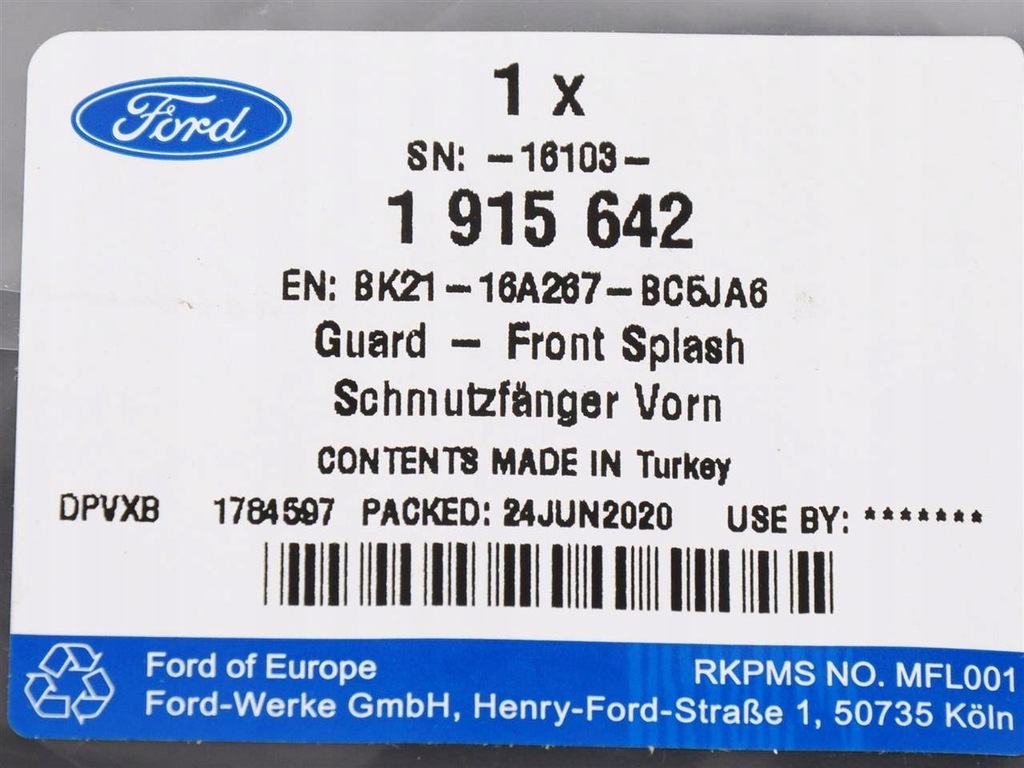 Ford
1 x
SN: -16103-
1 915 642
EN: BK21-16A267-BC5JA6
Guard - Front Splash
Schmutzfänger Vorn
CONTENTS MADE IN Turkey
DPVXB 1784597 PACKED: 24JUN2020 USE BY: *******
Ford of Europe RKPMS NO. MFL001
Ford-Werke GmbH, Henry-Ford-Straße 1, 50735 Köln